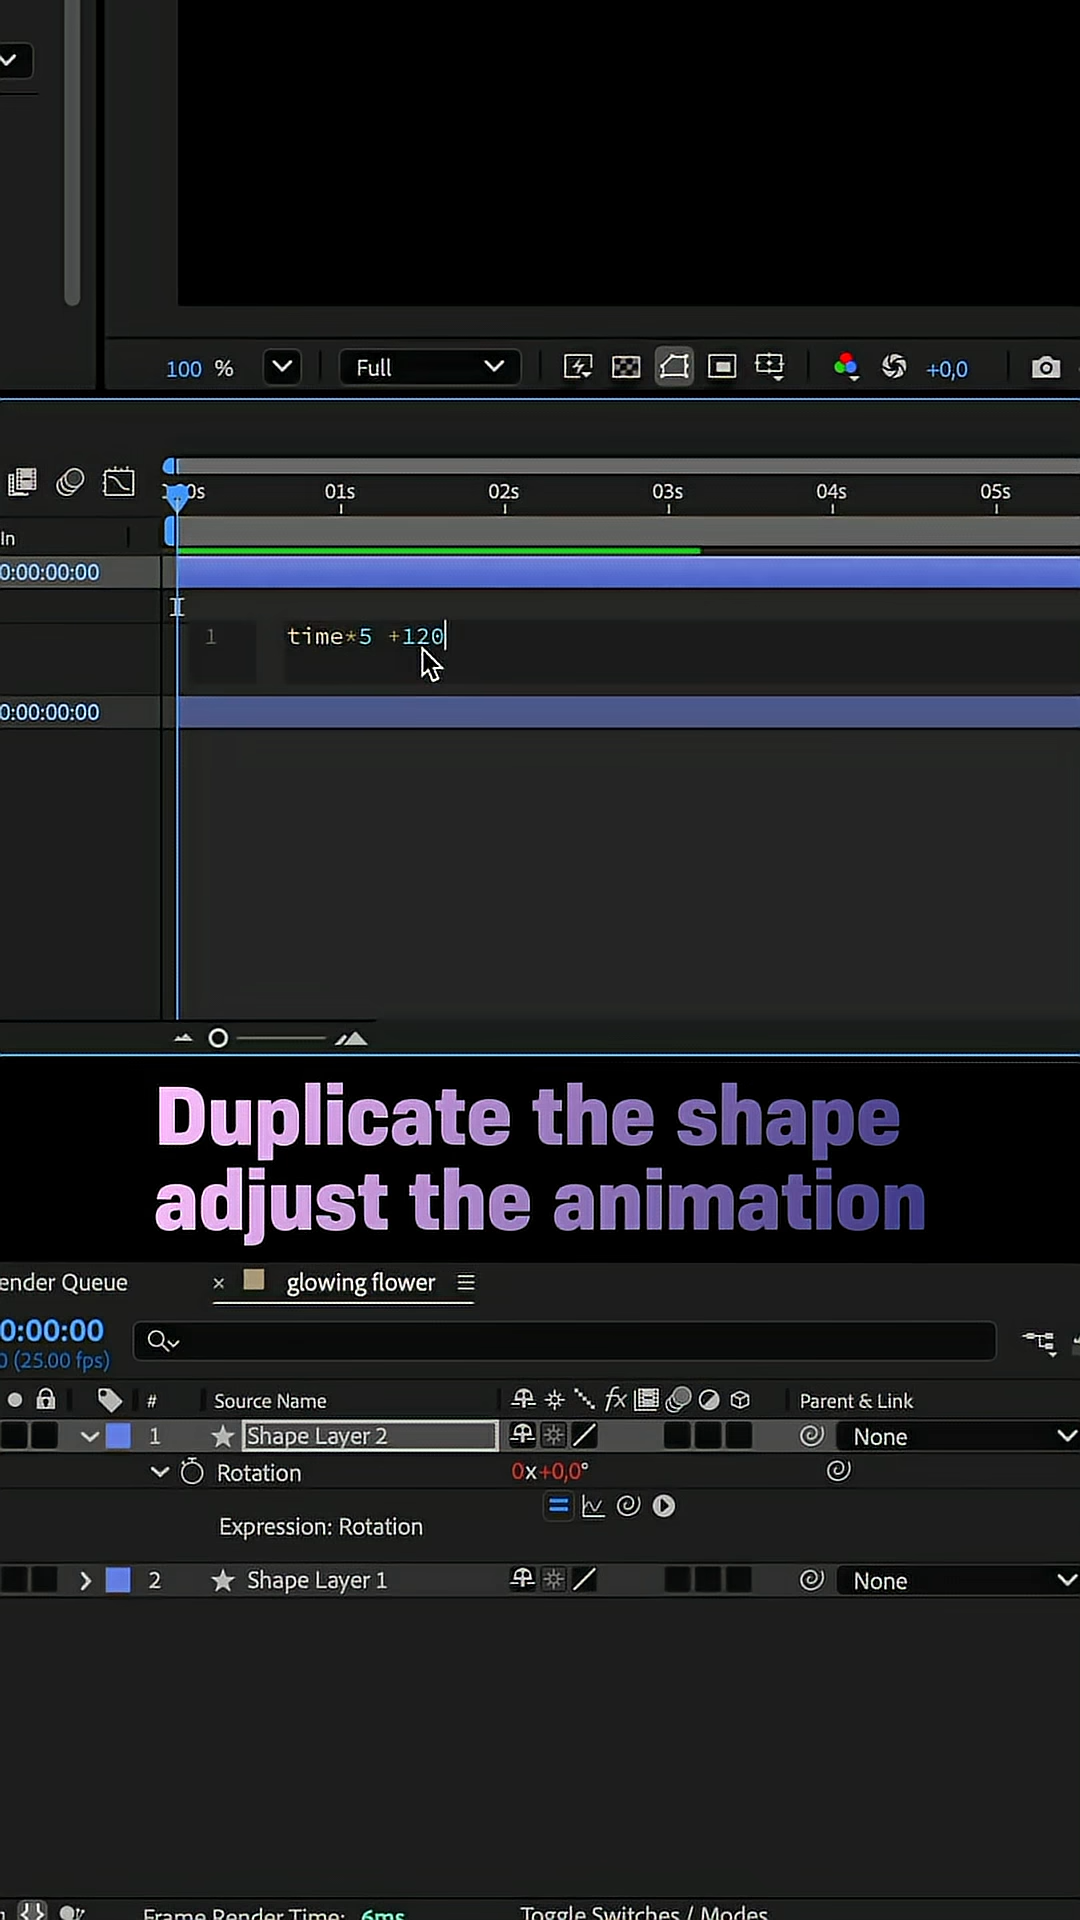 100 %
Full
+0,0
0s
01s
02s
03s
04s
05s
In
0:00:00:00
1
time*5 +120
0:00:00:00
Duplicate the shape
adjust the animation
ender Queue
× glowing flower
0:00:00
0 (25.00 fps)
# Source Name
fx
Parent & Link
1 Shape Layer 2
None
Rotation
0x+0,0°
Expression: Rotation
2 Shape Layer 1
None
Frame Render Time: 6ms
Toggle Switches / Modes